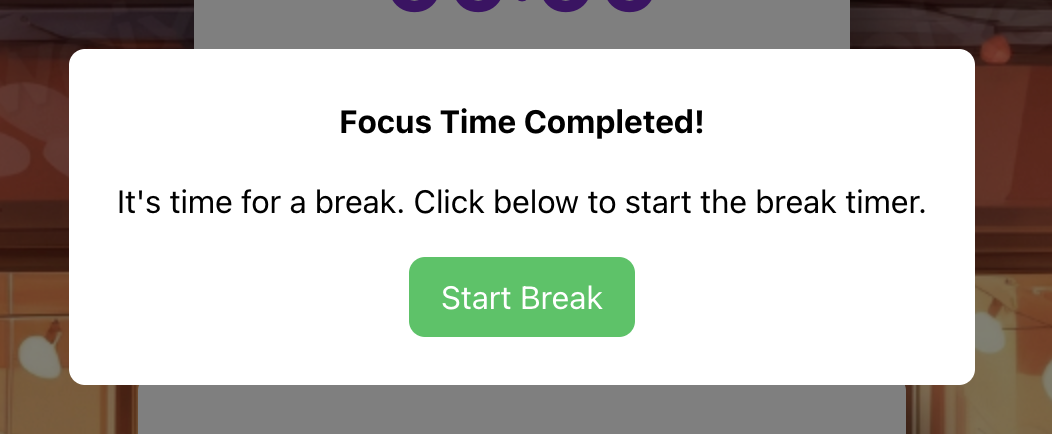 Focus Time Completed!
It's time for a break. Click below to start the break timer.
Start Break